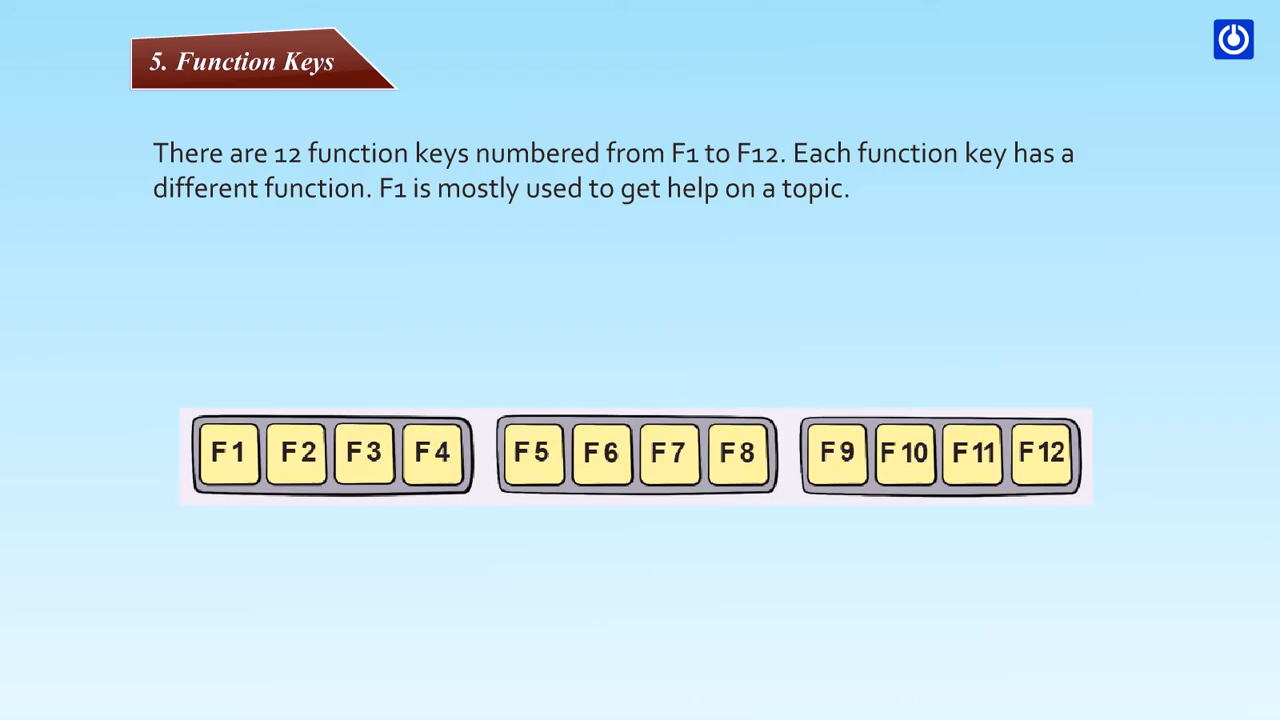 5. Function Keys
There are 12 function keys numbered from F1 to F12. Each function key has a
different function. F1 is mostly used to get help on a topic.
F1 F2 F3 F4 F5 F6 F7 F8 F9 F10 F11 F12